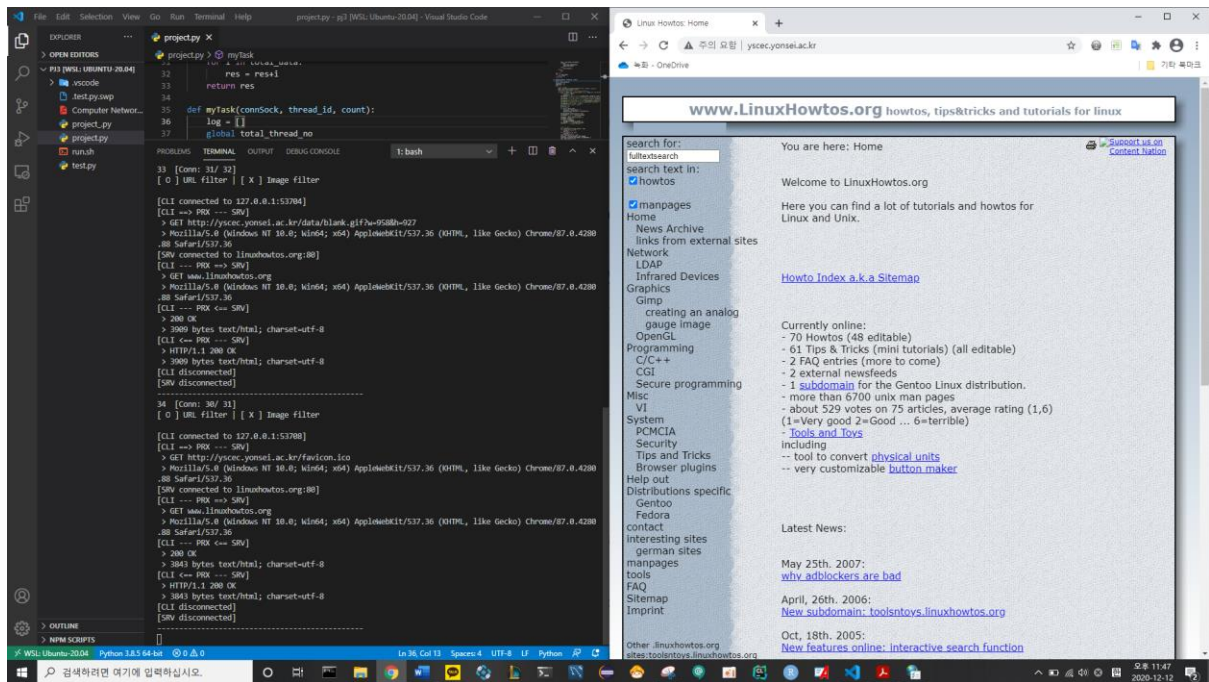 File Edit Selection View Go Run Terminal Help
project.py - pj3 [WSL: Ubuntu-20.04] - Visual Studio Code
EXPLORER
OPEN EDITORS
PJ3 [WSL: UBUNTU-20.04]
.vscode
.test.py.swp
Computer Networ...
project_.py
project.py
run.sh
test.py
OUTLINE
NPM SCRIPTS
project.py
project.py > myTask
32 res = res+i
33 return res
34
35 def myTask(connSock, thread_id, count):
36 log = []
37 global total_thread_no
PROBLEMS TERMINAL OUTPUT DEBUG CONSOLE
1: bash
33 [Conn: 31/ 32]
[ O ] URL filter | [ X ] Image filter
[CLI connected to 127.0.0.1:53704]
[CLI ==> PRX --- SRV]
> GET http://yscec.yonsei.ac.kr/data/blank.gif?w=958&h=927
> Mozilla/5.0 (Windows NT 10.0; Win64; x64) AppleWebKit/537.36 (KHTML, like Gecko) Chrome/87.0.4280
.88 Safari/537.36
[SRV connected to linuxhowtos.org:80]
[CLI --- PRX ==> SRV]
> GET www.linuxhowtos.org
> Mozilla/5.0 (Windows NT 10.0; Win64; x64) AppleWebKit/537.36 (KHTML, like Gecko) Chrome/87.0.4280
.88 Safari/537.36
[CLI --- PRX <== SRV]
> 200 OK
> 3909 bytes text/html; charset=utf-8
[CLI <== PRX --- SRV]
> HTTP/1.1 200 OK
> 3909 bytes text/html; charset=utf-8
[CLI disconnected]
[SRV disconnected]
-----------------------------------------------
34 [Conn: 30/ 31]
[ O ] URL filter | [ X ] Image filter
[CLI connected to 127.0.0.1:53708]
[CLI ==> PRX --- SRV]
> GET http://yscec.yonsei.ac.kr/favicon.ico
> Mozilla/5.0 (Windows NT 10.0; Win64; x64) AppleWebKit/537.36 (KHTML, like Gecko) Chrome/87.0.4280
.88 Safari/537.36
[SRV connected to linuxhowtos.org:80]
[CLI --- PRX ==> SRV]
> GET www.linuxhowtos.org
> Mozilla/5.0 (Windows NT 10.0; Win64; x64) AppleWebKit/537.36 (KHTML, like Gecko) Chrome/87.0.4280
.88 Safari/537.36
[CLI --- PRX <== SRV]
> 200 OK
> 3843 bytes text/html; charset=utf-8
[CLI <== PRX --- SRV]
> HTTP/1.1 200 OK
> 3843 bytes text/html; charset=utf-8
[CLI disconnected]
[SRV disconnected]
-----------------------------------------------
WSL: Ubuntu-20.04 Python 3.8.5 64-bit 0 0 Ln 36, Col 13 Spaces: 4 UTF-8 LF Python
Linux Howtos: Home
주의 요함 | yscec.yonsei.ac.kr
녹화 - OneDrive
기타 북마크
www.LinuxHowtos.org howtos, tips&tricks and tutorials for linux
search for:
fulltextsearch
search text in:
howtos
manpages
Home
News Archive
links from external sites
Network
LDAP
Infrared Devices
Graphics
Gimp
creating an analog
gauge image
OpenGL
Programming
C/C++
CGI
Secure programming
Misc
VI
System
PCMCIA
Security
Tips and Tricks
Browser plugins
Help out
Distributions specific
Gentoo
Fedora
contact
interesting sites
german sites
manpages
tools
FAQ
Sitemap
Imprint
Other .linuxhowtos.org
sites:toolsntoys.linuxhowtos.org
You are here: Home
Support us on
Content Nation
Welcome to LinuxHowtos.org
Here you can find a lot of tutorials and howtos for
Linux and Unix.
Howto Index a.k.a Sitemap
Currently online:
- 70 Howtos (48 editable)
- 61 Tips & Tricks (mini tutorials) (all editable)
- 2 FAQ entries (more to come)
- 2 external newsfeeds
- 1 subdomain for the Gentoo Linux distribution.
- more than 6700 unix man pages
- about 529 votes on 75 articles, average rating (1,6)
(1=Very good 2=Good ... 6=terrible)
- Tools and Toys
including
-- tool to convert physical units
-- very customizable button maker
Latest News:
May 25th. 2007:
why adblockers are bad
April, 26th. 2006:
New subdomain: toolsntoys.linuxhowtos.org
Oct, 18th. 2005:
New features online: interactive search function
검색하려면 여기에 입력하십시오.
오후 11:47
2020-12-12